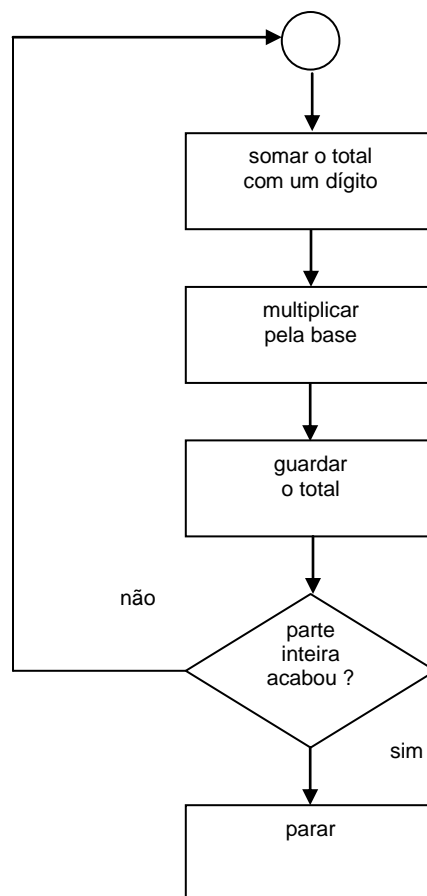 somar o total
com um dígito
multiplicar
pela base
guardar
o total
não
parte
inteira
acabou ?
sim
parar